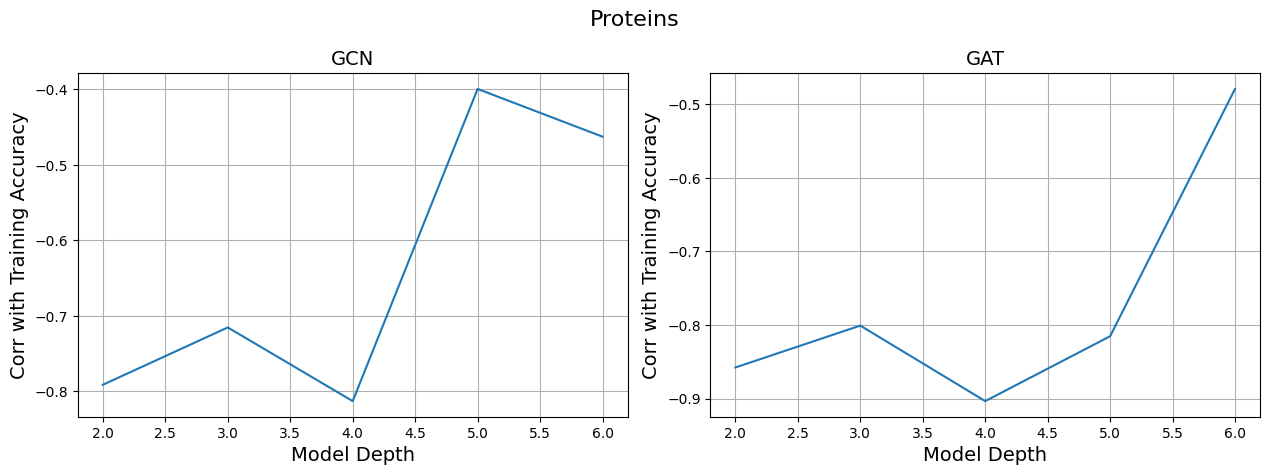 Proteins
GCN
Corr with Training Accuracy
−0.4
−0.5
−0.6
−0.7
−0.8
2.0 2.5 3.0 3.5 4.0 4.5 5.0 5.5 6.0
Model Depth
GAT
Corr with Training Accuracy
−0.5
−0.6
−0.7
−0.8
−0.9
2.0 2.5 3.0 3.5 4.0 4.5 5.0 5.5 6.0
Model Depth